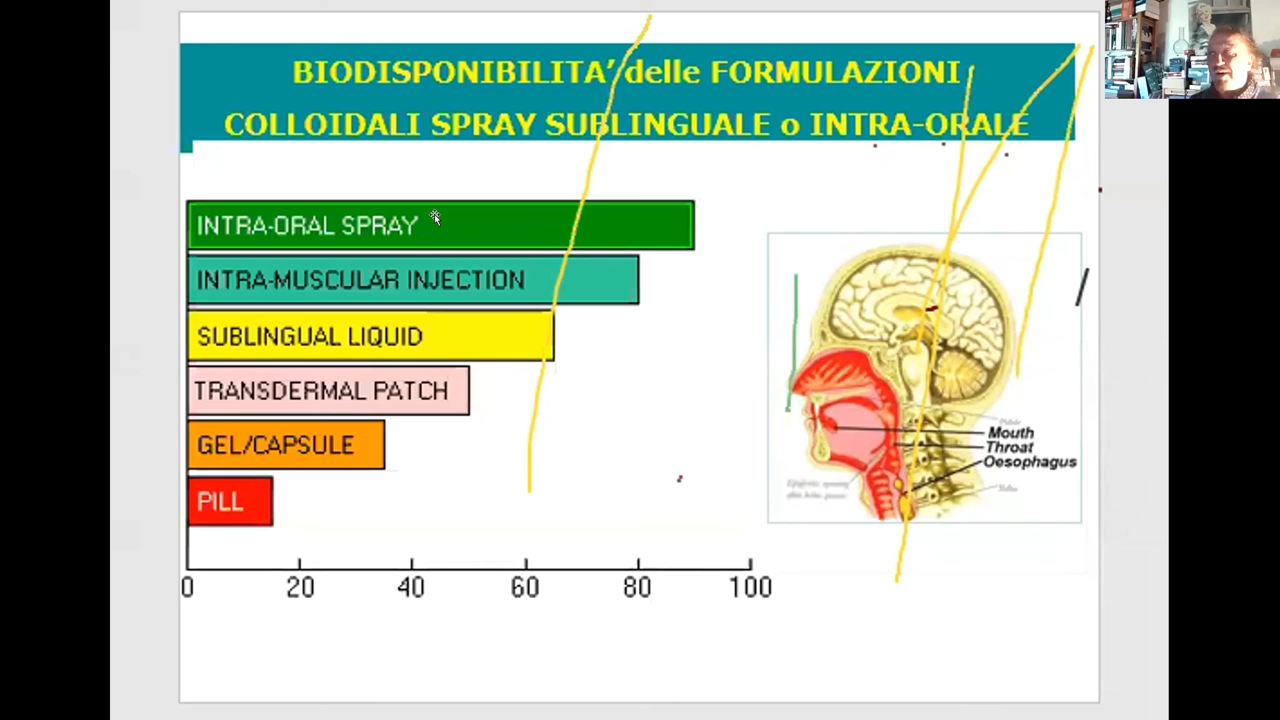 BIODISPONIBILITA’ delle FORMULAZIONI
COLLOIDALI SPRAY SUBLINGUALE o INTRA-ORALE
INTRA-ORAL SPRAY
INTRA-MUSCULAR INJECTION
SUBLINGUAL LIQUID
TRANSDERMAL PATCH
GEL/CAPSULE
PILL
0 20 40 60 80 100
Mouth
Throat
Oesophagus